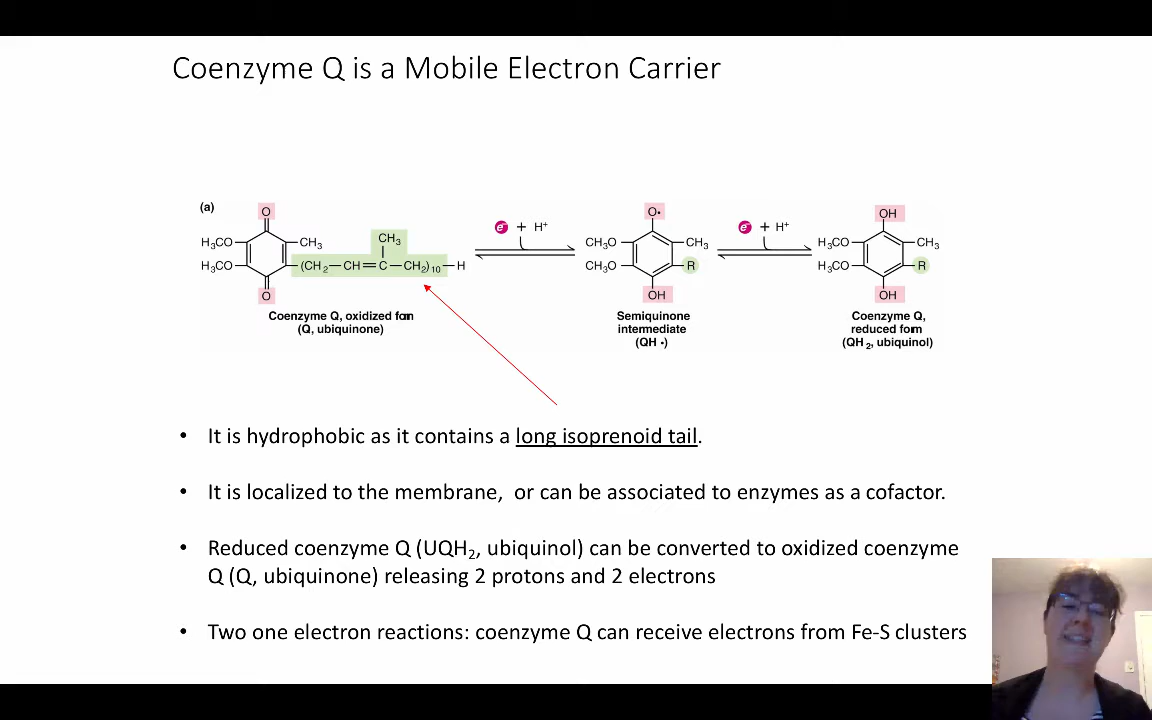 Coenzyme Q is a Mobile Electron Carrier
(a)
O
H₃CO
CH₃
CH₃
H₃CO
(CH₂—CH=C—CH₂)₁₀—H
O
Coenzyme Q, oxidized form
(Q, ubiquinone)
e⁻ + H⁺
O•
CH₃O
CH₃
CH₃O
R
OH
Semiquinone
intermediate
(QH •)
e⁻ + H⁺
OH
H₃CO
CH₃
H₃CO
R
OH
Coenzyme Q,
reduced form
(QH₂, ubiquinol)
• It is hydrophobic as it contains a long isoprenoid tail.
• It is localized to the membrane, or can be associated to enzymes as a cofactor.
• Reduced coenzyme Q (UQH₂, ubiquinol) can be converted to oxidized coenzyme
Q (Q, ubiquinone) releasing 2 protons and 2 electrons
• Two one electron reactions: coenzyme Q can receive electrons from Fe-S clusters